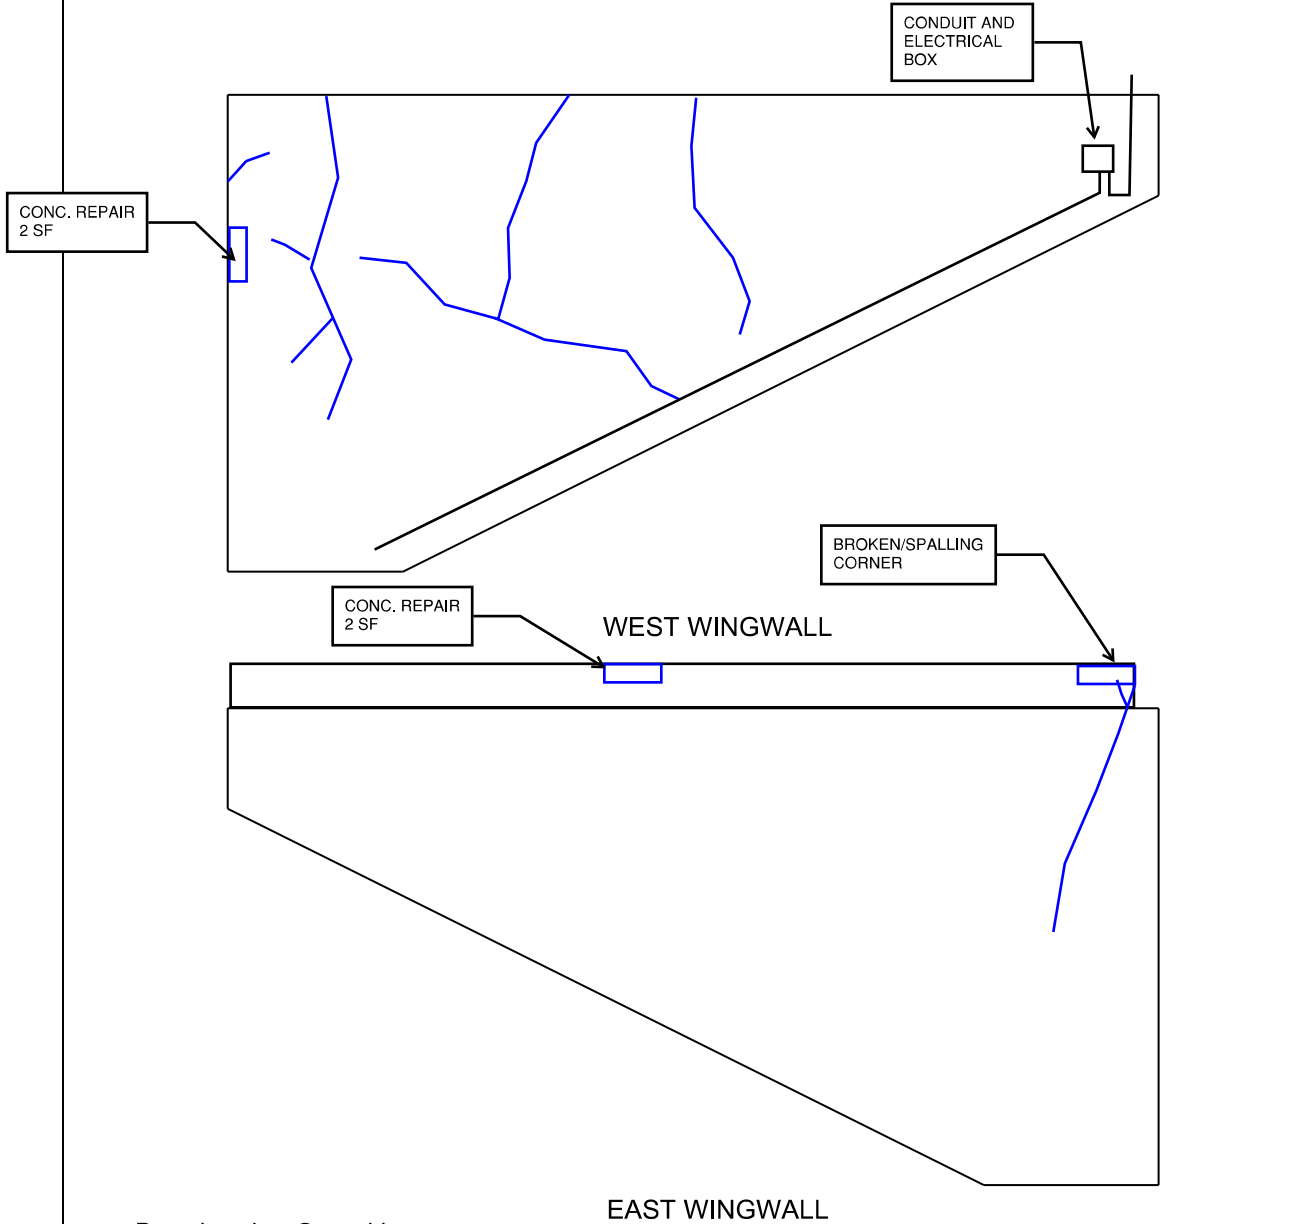 CONDUIT AND
ELECTRICAL
BOX
CONC. REPAIR
2 SF
BROKEN/SPALLING
CORNER
CONC. REPAIR
2 SF
WEST WINGWALL
EAST WINGWALL